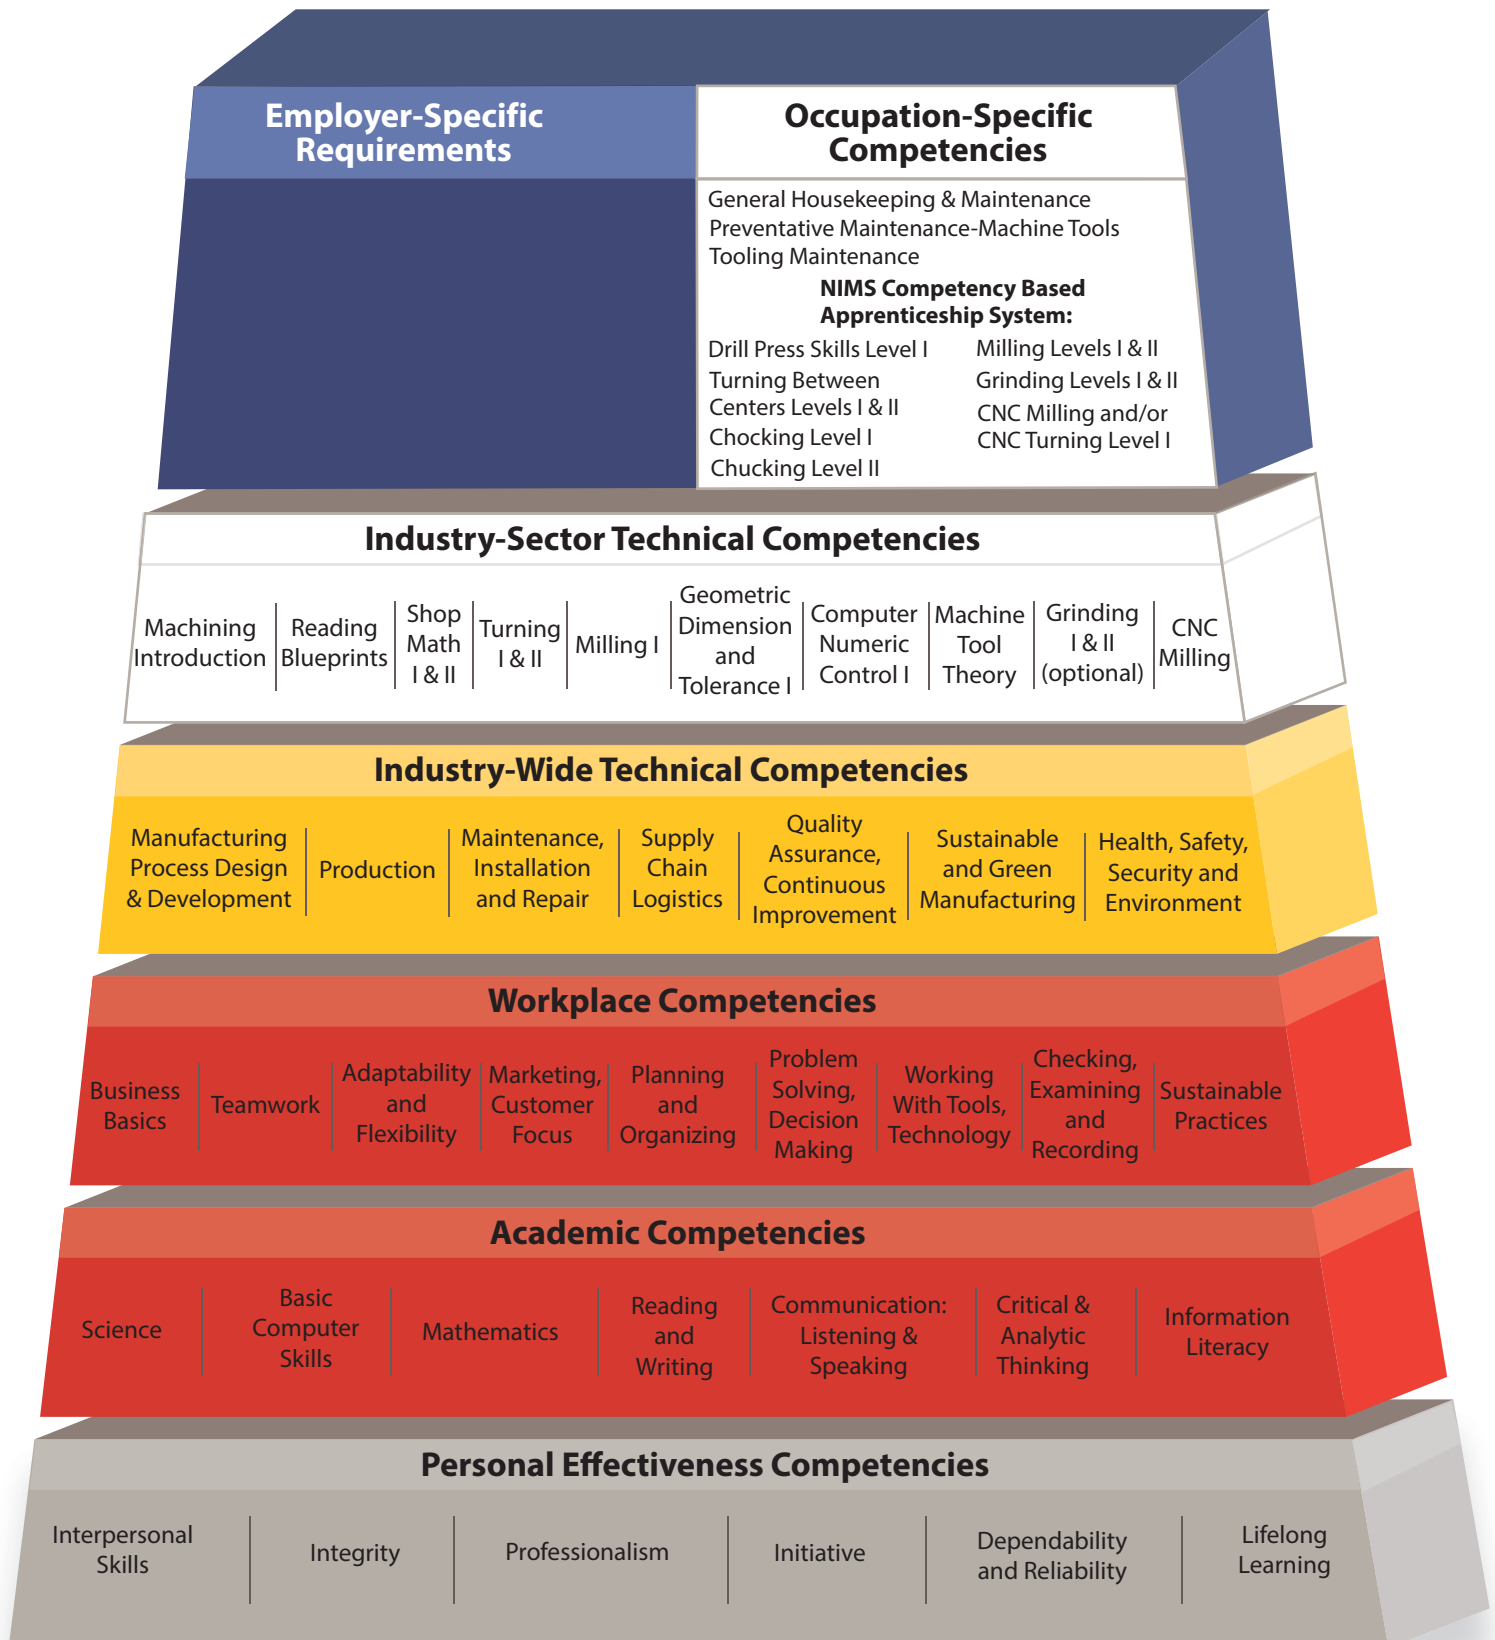 Employer-Specific
Requirements
Occupation-Specific
Competencies
General Housekeeping & Maintenance
Preventative Maintenance-Machine Tools
Tooling Maintenance
NIMS Competency Based
Apprenticeship System:
Drill Press Skills Level I
Turning Between
Centers Levels I & II
Chocking Level I
Chucking Level II
Milling Levels I & II
Grinding Levels I & II
CNC Milling and/or
CNC Turning Level I
Industry-Sector Technical Competencies
Machining
Introduction
Reading
Blueprints
Shop
Math
I & II
Turning
I & II
Milling I
Geometric
Dimension
and
Tolerance I
Computer
Numeric
Control I
Machine
Tool
Theory
Grinding
I & II
(optional)
CNC
Milling
Industry-Wide Technical Competencies
Manufacturing
Process Design
& Development
Production
Maintenance,
Installation
and Repair
Supply
Chain
Logistics
Quality
Assurance,
Continuous
Improvement
Sustainable
and Green
Manufacturing
Health, Safety,
Security and
Environment
Workplace Competencies
Business
Basics
Teamwork
Adaptability
and
Flexibility
Marketing,
Customer
Focus
Planning
and
Organizing
Problem
Solving,
Decision
Making
Working
With Tools,
Technology
Checking,
Examining
and
Recording
Sustainable
Practices
Academic Competencies
Science
Basic
Computer
Skills
Mathematics
Reading
and
Writing
Communication:
Listening &
Speaking
Critical &
Analytic
Thinking
Information
Literacy
Personal Effectiveness Competencies
Interpersonal
Skills
Integrity
Professionalism
Initiative
Dependability
and Reliability
Lifelong
Learning